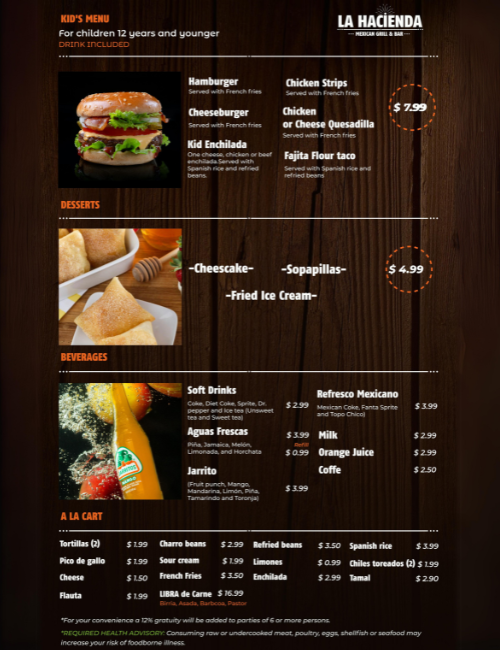 KID'S MENU
For children 12 years and younger
DRINK INCLUDED
LA HACIENDA
MEXICAN GRILL & BAR
Hamburger
Served with French fries
Cheeseburger
Served with French fries
Kid Enchilada
One cheese, chicken or beef
enchilada.Served with
Spanish rice and refried
beans.
Chicken Strips
Served with French fries
Chicken
or Cheese Quesadilla
Served with French fries
Fajita Flour taco
Served with Spanish rice and
refried beans
$ 7.99
DESSERTS
-Cheescake-
-Sopapillas-
-Fried Ice Cream-
$ 4.99
BEVERAGES
Soft Drinks
Coke, Diet Coke, Sprite, Dr.
pepper and Ice tea (Unsweet
tea and Sweet tea)
$ 2.99
Aguas Frescas
$ 3.99
Refill
Piña, Jamaica, Melón,
Limonada, and Horchata
$ 0.99
Jarrito
(Fruit punch, Mango,
Mandarina, Limón, Piña,
Tamarindo and Toronja)
$ 3.99
Refresco Mexicano
Mexican Coke, Fanta Sprite
and Topo Chico)
$ 3.99
Milk $ 2.99
Orange Juice $ 2.99
Coffe $ 2.50
JARRITOS
A LA CART
Tortillas (2) $ 1.99
Pico de gallo $ 1.99
Cheese $ 1.50
Flauta $ 1.99
Charro beans $ 2.99
Sour cream $ 1.99
French Fries $ 3.50
LIBRA de Carne $ 16.99
Birria, Asada, Barbcoa, Pastor
Refried beans $ 3.50
Limones $ 0.99
Enchilada $ 2.99
Spanish rice $ 3.99
Chiles toreados (2) $ 1.99
Tamal $ 2.90
*For your convenience a 12% gratuity will be added to parties of 6 or more persons.
*REQUIRED HEALTH ADVISORY: Consuming raw or undercooked meat, poultry, eggs, shellfish or seafood may
increase your risk of foodborne illness.